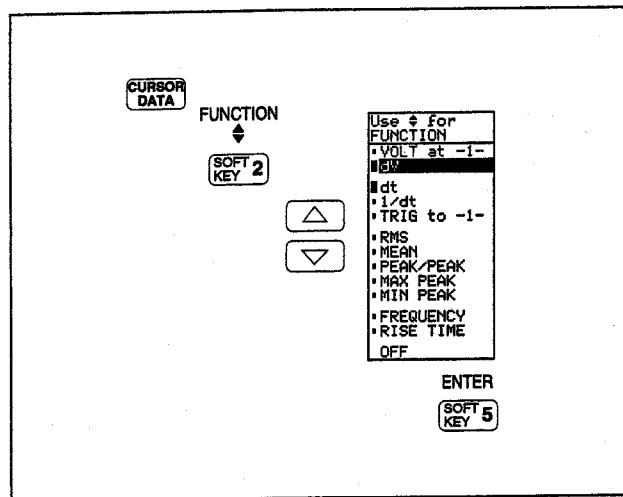 CURSOR
DATA
FUNCTION
SOFT
KEY 2
Use ♦ for
FUNCTION
VOLT at -1-
dV
dt
1/dt
TRIG to -1-
RMS
MEAN
PEAK/PEAK
MAX PEAK
MIN PEAK
FREQUENCY
RISE TIME
OFF
ENTER
SOFT
KEY 5